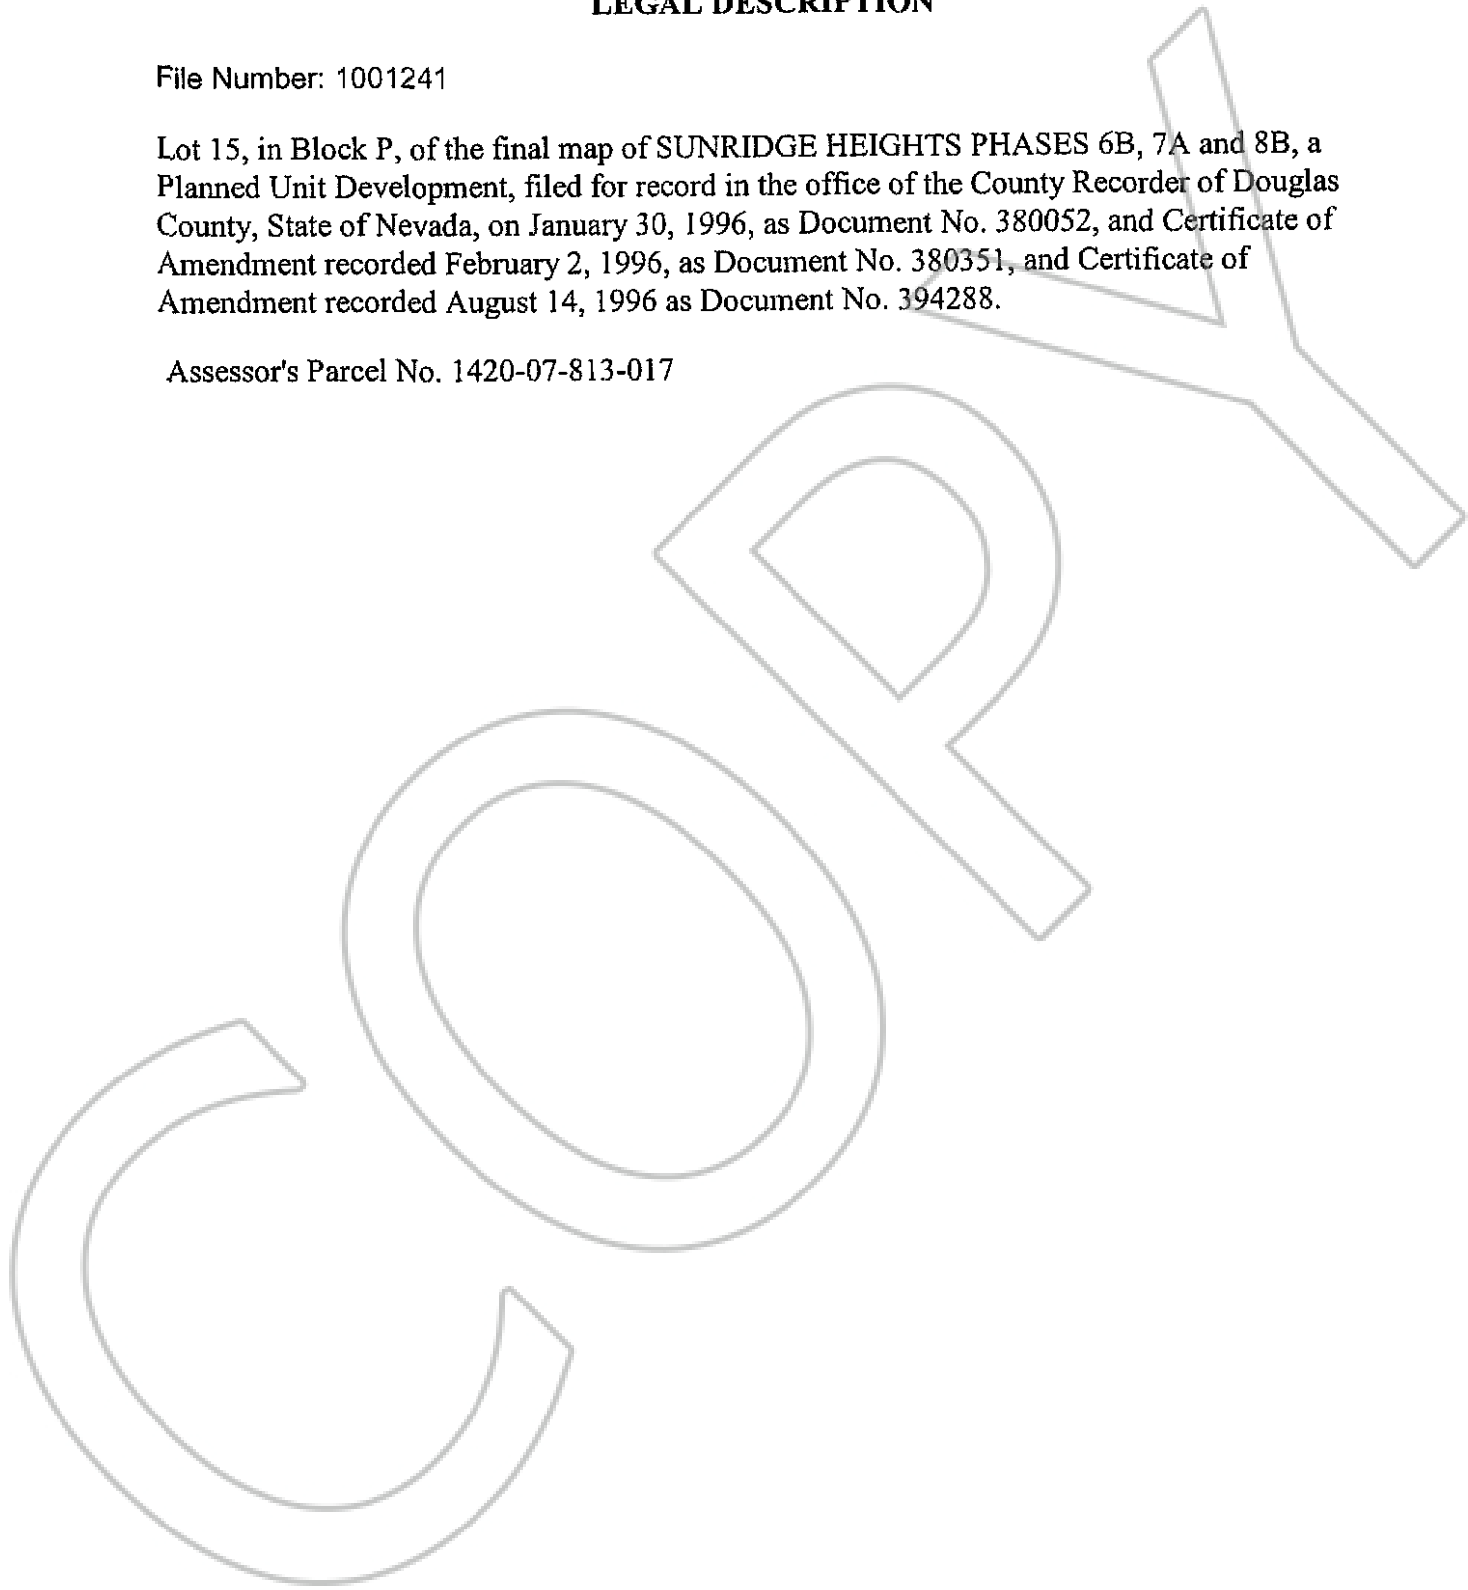 LEGAL DESCRIPTION
File Number: 1001241
Lot 15, in Block P, of the final map of SUNRIDGE HEIGHTS PHASES 6B, 7A and 8B, a
Planned Unit Development, filed for record in the office of the County Recorder of Douglas
County, State of Nevada, on January 30, 1996, as Document No. 380052, and Certificate of
Amendment recorded February 2, 1996, as Document No. 380351, and Certificate of
Amendment recorded August 14, 1996 as Document No. 394288.
Assessor's Parcel No. 1420-07-813-017
COPY